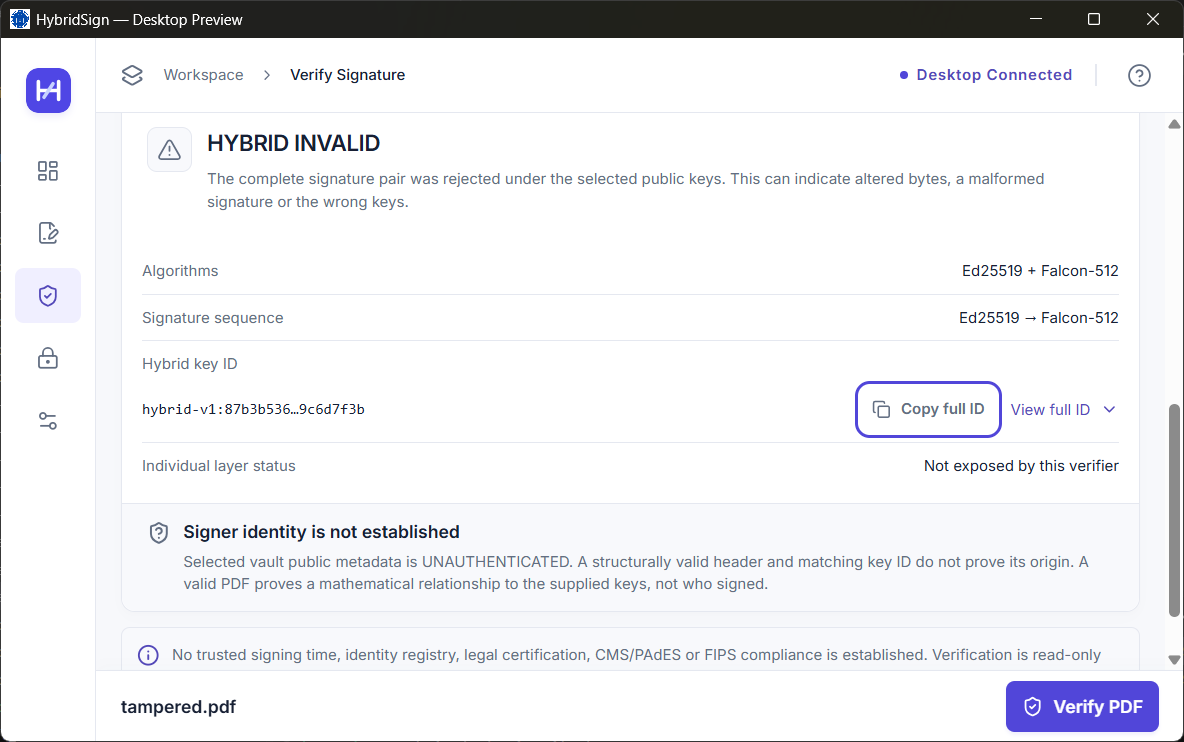 HybridSign — Desktop Preview
Workspace > Verify Signature
Desktop Connected
HYBRID INVALID
The complete signature pair was rejected under the selected public keys. This can indicate altered bytes, a malformed
signature or the wrong keys.
Algorithms
Ed25519 + Falcon-512
Signature sequence
Ed25519 → Falcon-512
Hybrid key ID
hybrid-v1:87b3b536…9c6d7f3b
Copy full ID
View full ID
Individual layer status
Not exposed by this verifier
Signer identity is not established
Selected vault public metadata is UNAUTHENTICATED. A structurally valid header and matching key ID do not prove its origin. A
valid PDF proves a mathematical relationship to the supplied keys, not who signed.
No trusted signing time, identity registry, legal certification, CMS/PAdES or FIPS compliance is established. Verification is read-only
tampered.pdf
Verify PDF